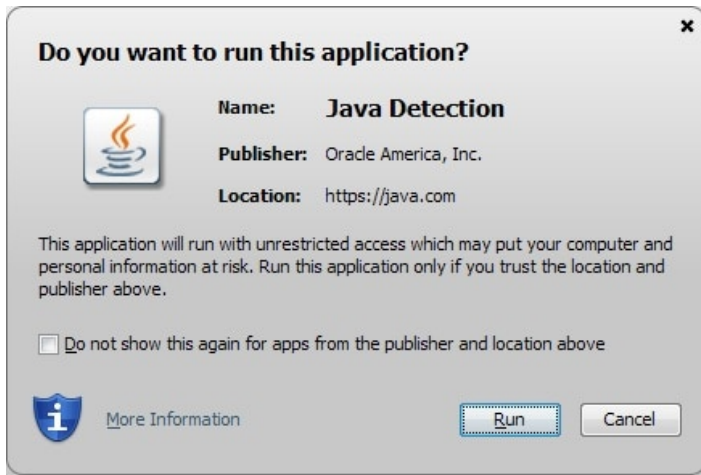 Do you want to run this application?
Name: Java Detection
Publisher: Oracle America, Inc.
Location: https://java.com
This application will run with unrestricted access which may put your computer and
personal information at risk. Run this application only if you trust the location and
publisher above.
Do not show this again for apps from the publisher and location above
More Information
Run
Cancel